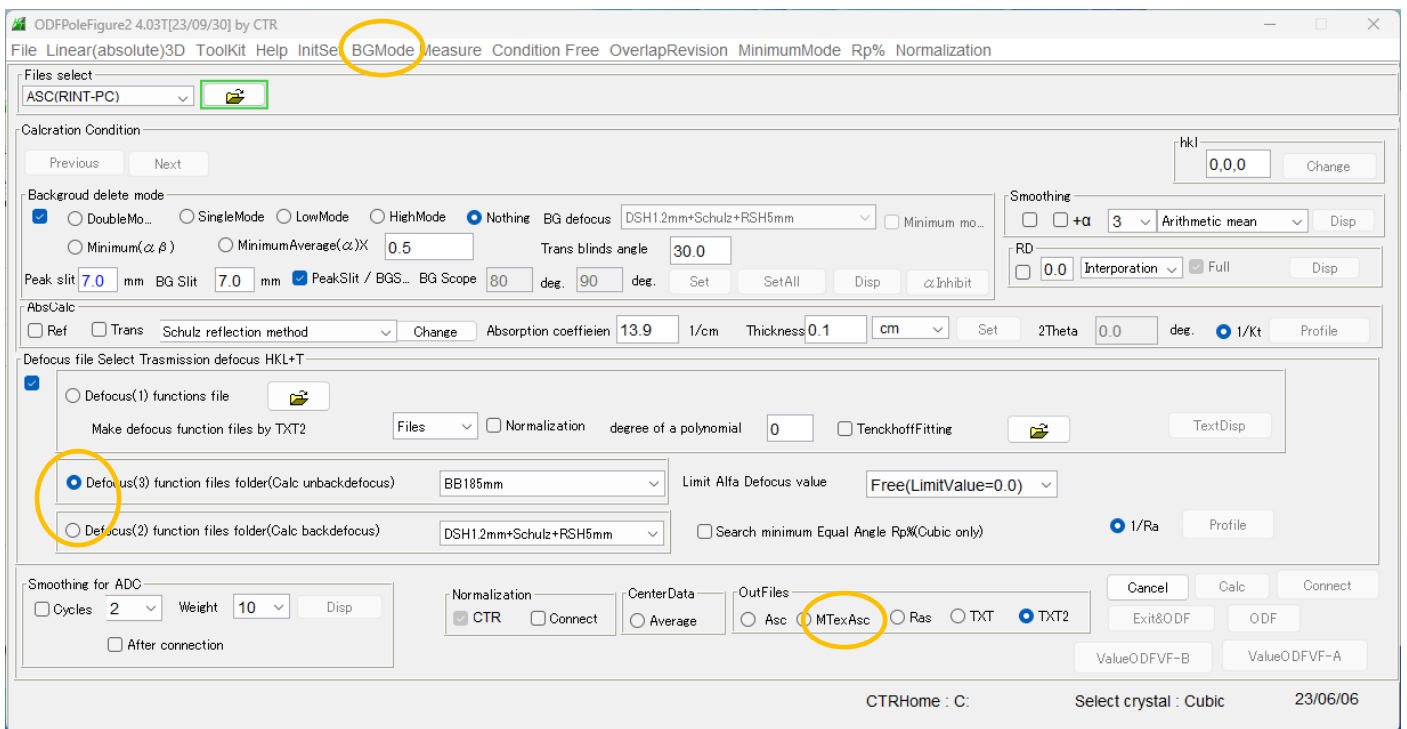 ODFPoleFigure2 4.03T[23/09/30] by CTR
File Linear(absolute)3D ToolKit Help InitSet BGMode Measure Condition Free OverlapRevision MinimumMode Rp% Normalization
Files select
ASC(RINT-PC)
Calcration Condition
Previous Next
hkl
0,0,0 Change
Backgroud delete mode
DoubleMo... SingleMode LowMode HighMode Nothing BG defocus DSH1.2mm+Schulz+RSH5mm Minimum mo...
Minimum(αβ) MinimumAverage(α)X 0.5 Trans blinds angle 30.0
Peak slit 7.0 mm BG Slit 7.0 mm PeakSlit / BGS... BG Scope 80 deg. 90 deg. Set SetAll Disp αInhibit
Smoothing
+α 3 Arithmetic mean Disp
RD
0.0 Interporation Full Disp
AbsCalc
Ref Trans Schulz reflection method Change Absorption coeffieien 13.9 1/cm Thickness 0.1 cm Set 2Theta 0.0 deg. 1/Kt Profile
Defocus file Select Trasmission defocus HKL+T
Defocus(1) functions file
Make defocus function files by TXT2 Files Normalization degree of a polynomial 0 TenckhoffFitting TextDisp
Defocus(3) function files folder(Calc unbackdefocus) BB185mm Limit Alfa Defocus value Free(LimitValue=0.0)
Defocus(2) function files folder(Calc backdefocus) DSH1.2mm+Schulz+RSH5mm Search minimum Equal Angle Rp%(Cubic only) 1/Ra Profile
Smoothing for ADC
Cycles 2 Weight 10 Disp
After connection
Normalization
CTR Connect
CenterData
Average
OutFiles
Asc MTexAsc Ras TXT TXT2
Cancel Calc Connect
Exit&ODF ODF
ValueODFVF-B ValueODFVF-A
CTRHome : C: Select crystal : Cubic 23/06/06